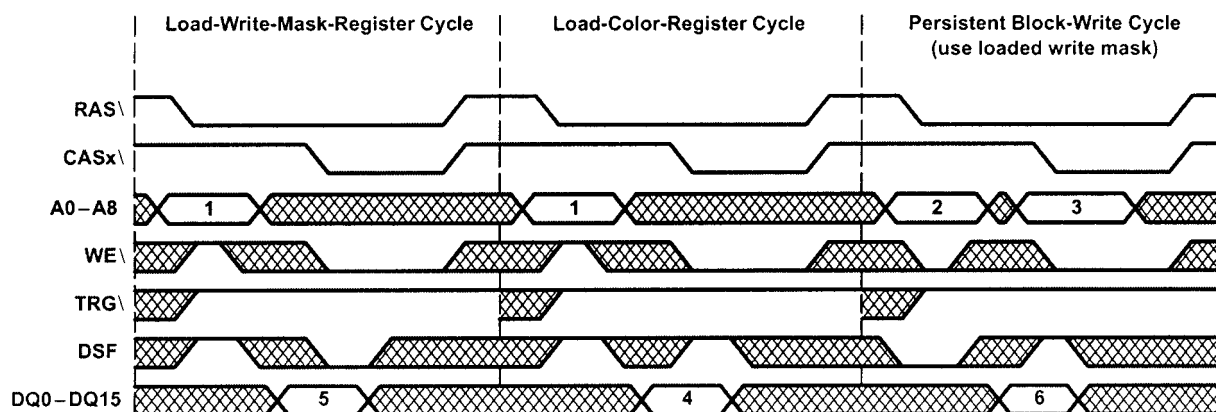 Load-Write-Mask-Register Cycle
Load-Color-Register Cycle
Persistent Block-Write Cycle
(use loaded write mask)
RAS\
CASx\
A0–A8
1
1
2
3
WE\
TRG\
DSF
DQ0–DQ15
5
4
6